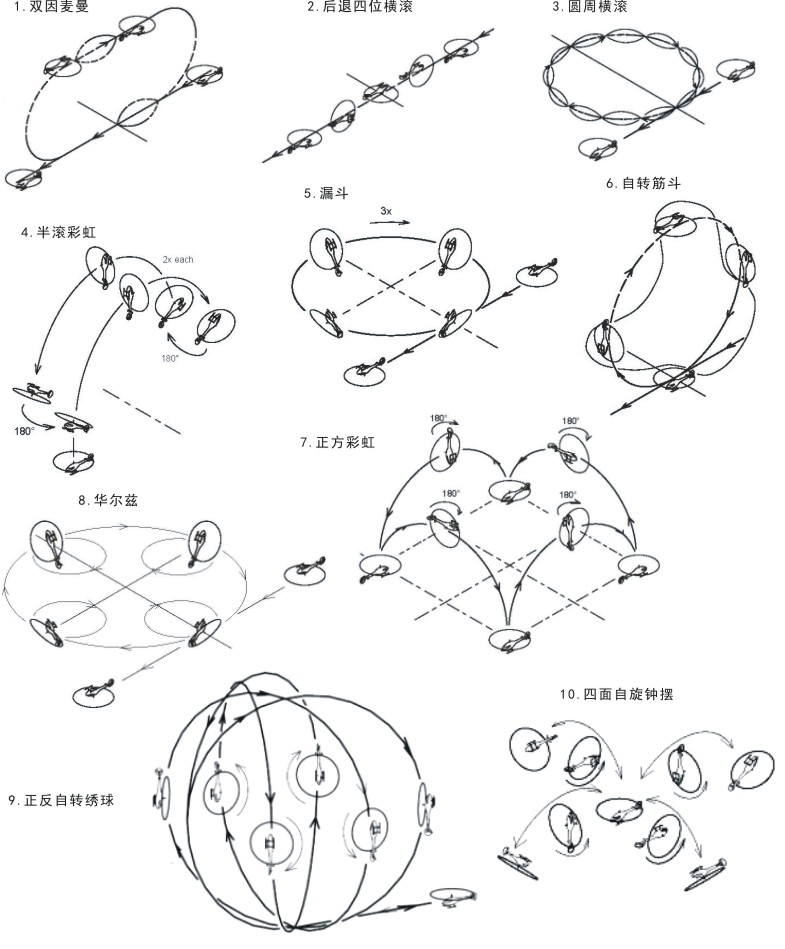 1.双因麦曼
2.后退四位横滚
3.圆周横滚
4.半滚彩虹
2x each
180°
180°
5.漏斗
3x
6.自转筋斗
7.正方彩虹
180°
180°
180°
180°
8.华尔兹
9.正反自转绣球
10.四面自旋钟摆